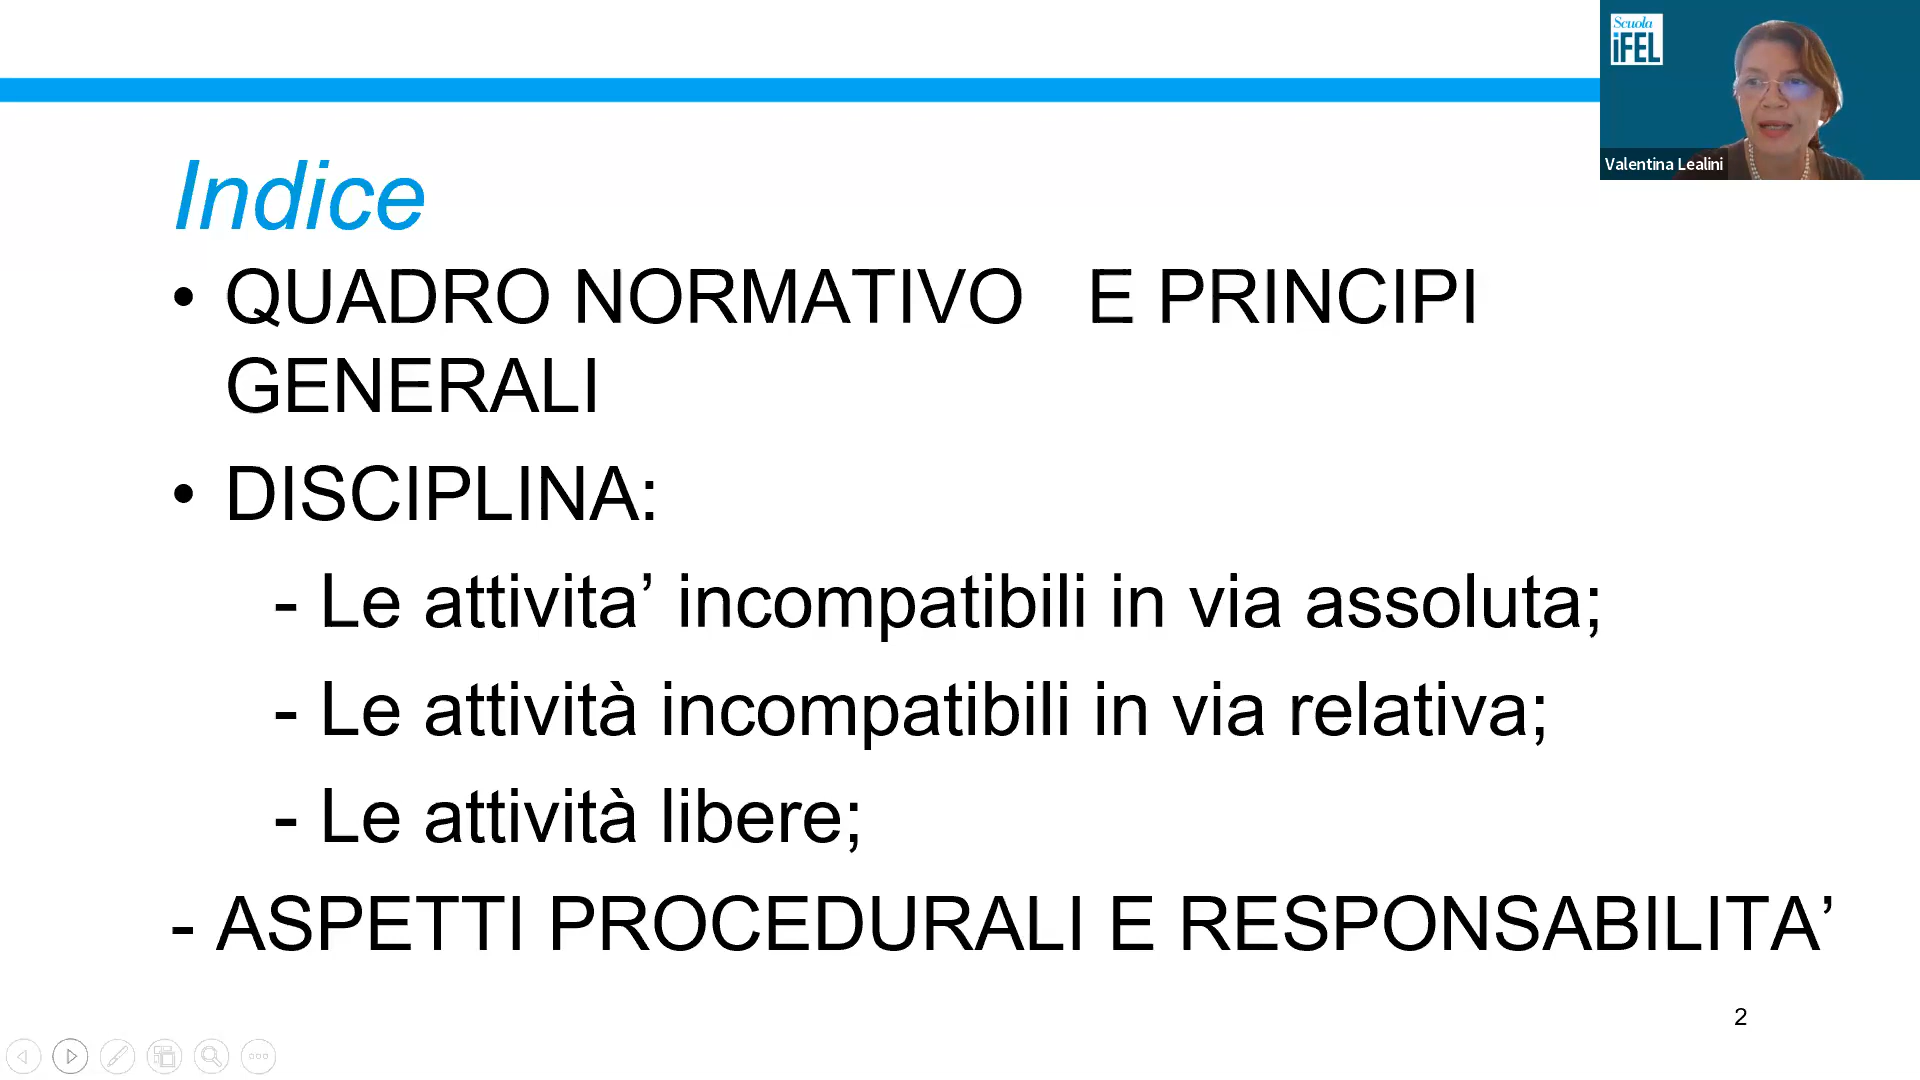 Scuola
iFEL
Valentina Lealini
Indice
• QUADRO NORMATIVO E PRINCIPI
GENERALI
• DISCIPLINA:
- Le attivita’ incompatibili in via assoluta;
- Le attività incompatibili in via relativa;
- Le attività libere;
- ASPETTI PROCEDURALI E RESPONSABILITA’
2